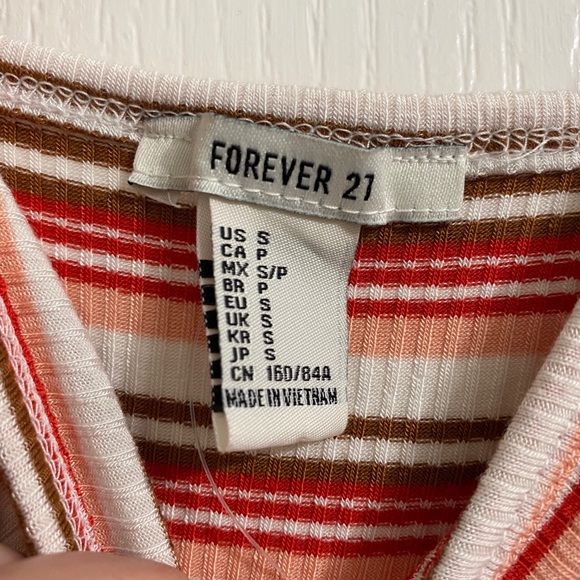 FOREVER 21
US S
CA P
MX S/P
BR P
EU S
UK S
KR S
JP S
CN 160/84A
MADE IN VIETNAM